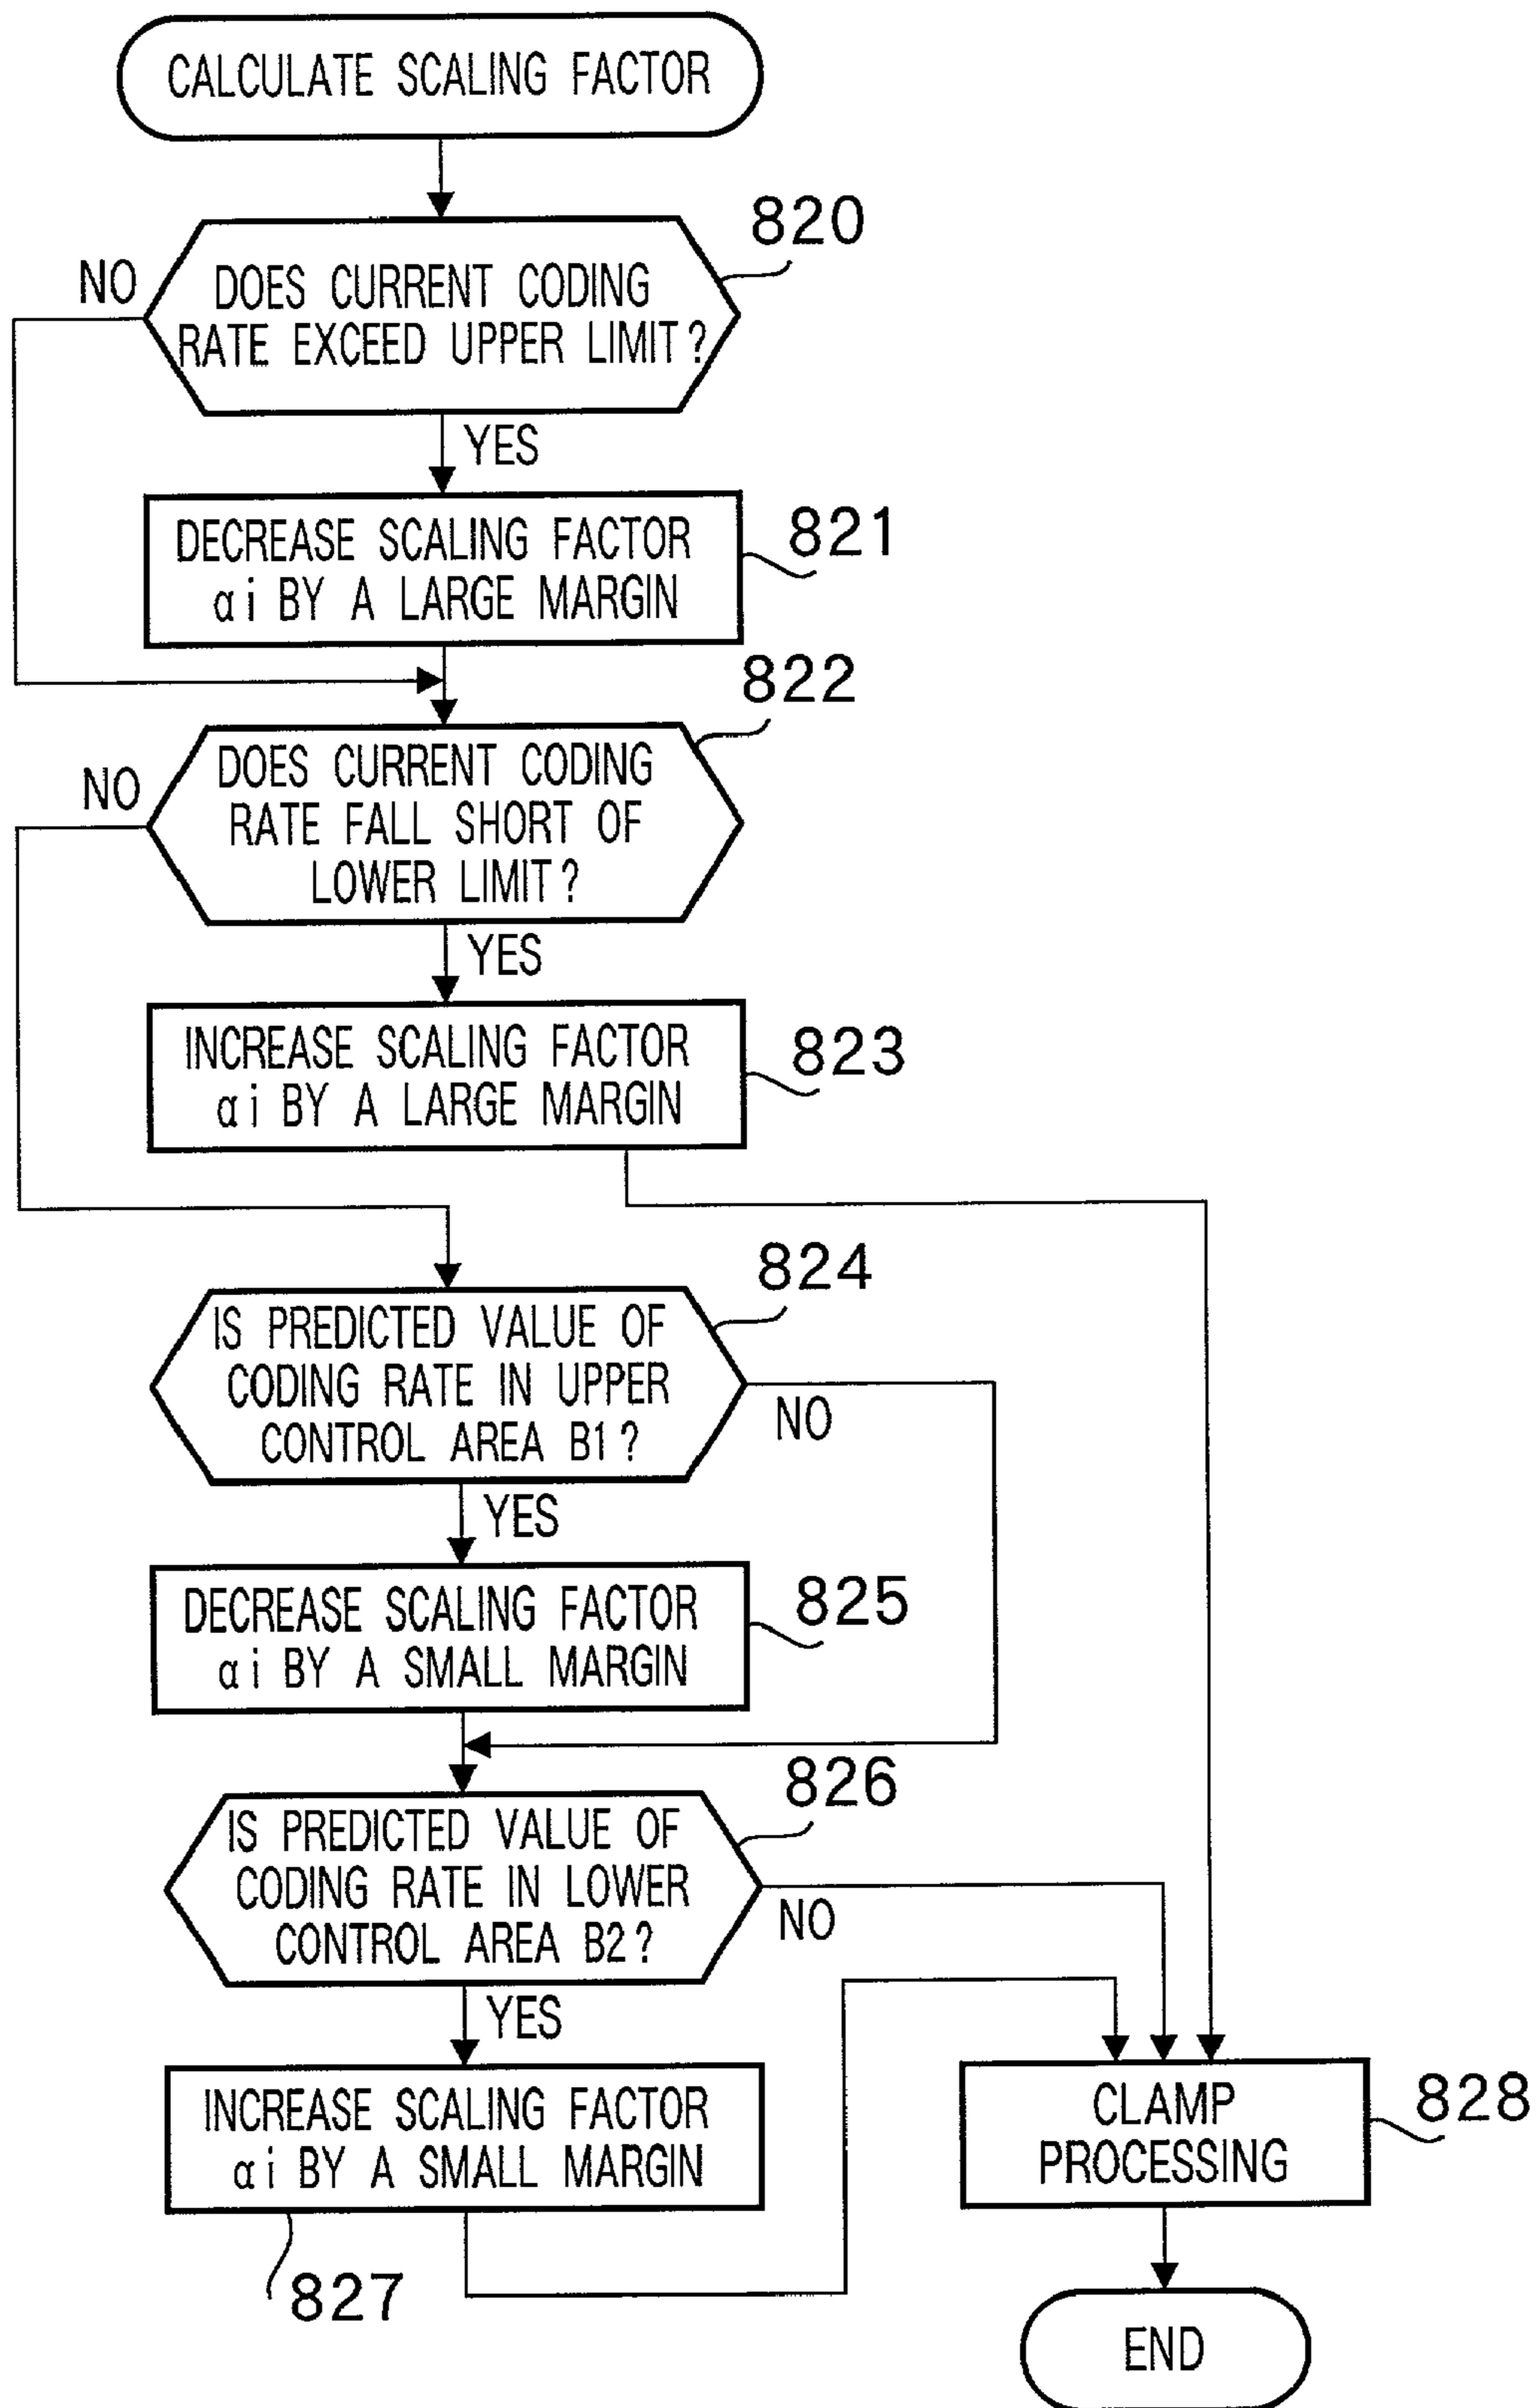 CALCULATE SCALING FACTOR
820
NO
DOES CURRENT CODING
RATE EXCEED UPPER LIMIT?
YES
DECREASE SCALING FACTOR
αi BY A LARGE MARGIN
821
822
NO
DOES CURRENT CODING
RATE FALL SHORT OF
LOWER LIMIT?
YES
INCREASE SCALING FACTOR
αi BY A LARGE MARGIN
823
824
IS PREDICTED VALUE OF
CODING RATE IN UPPER
CONTROL AREA B1?
NO
YES
DECREASE SCALING FACTOR
αi BY A SMALL MARGIN
825
826
IS PREDICTED VALUE OF
CODING RATE IN LOWER
CONTROL AREA B2?
NO
YES
INCREASE SCALING FACTOR
αi BY A SMALL MARGIN
827
CLAMP
PROCESSING
828
END